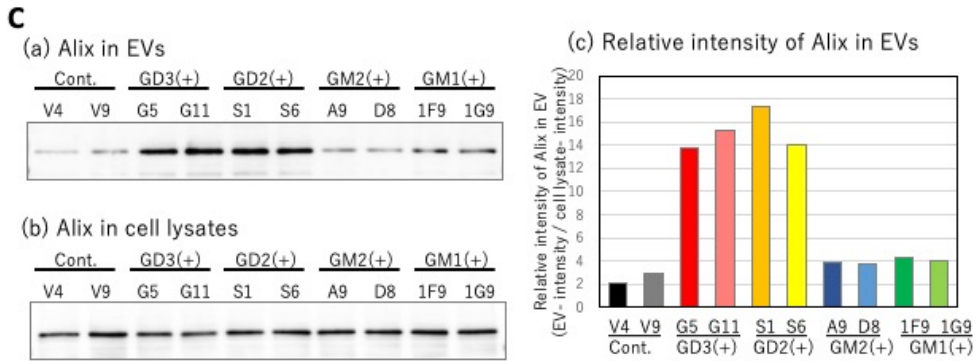 C
(a) Alix in EVs
Cont. GD3(+) GD2(+) GM2(+) GM1(+)
V4 V9 G5 G11 S1 S6 A9 D8 1F9 1G9
(b) Alix in cell lysates
Cont. GD3(+) GD2(+) GM2(+) GM1(+)
V4 V9 G5 G11 S1 S6 A9 D8 1F9 1G9
(c) Relative intensity of Alix in EVs
Relative intensity of Alix in EV
(EV- intensity / cell lysate- intensity)
20
18
16
14
12
10
8
6
4
2
0
V4 V9 G5 G11 S1 S6 A9 D8 1F9 1G9
Cont. GD3(+) GD2(+) GM2(+) GM1(+)